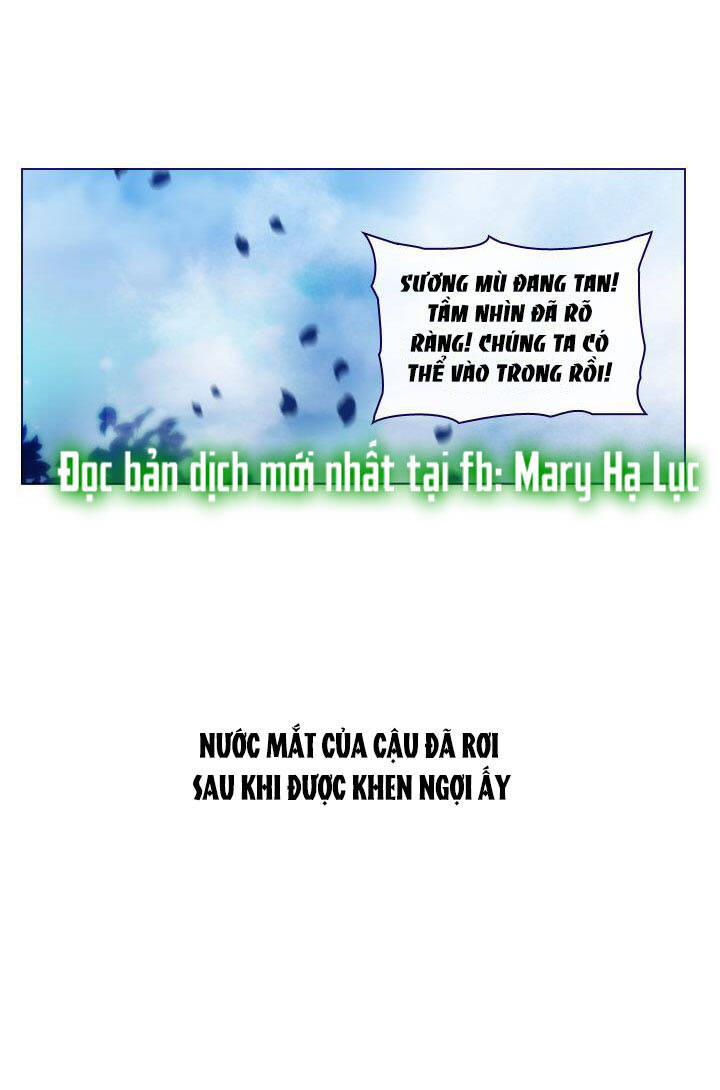 SƯƠNG MÙ ĐANG TAN!
TẦM NHÌN ĐÃ RÕ
RÀNG! CHÚNG TA CÓ
THỂ VÀO TRONG RỒI!
Đọc bản dịch mới nhất tại fb: Mary Hạ Lục
NƯỚC MẮT CỦA CẬU ĐÃ RƠI
SAU KHI ĐƯỢC KHEN NGỢI ẤY